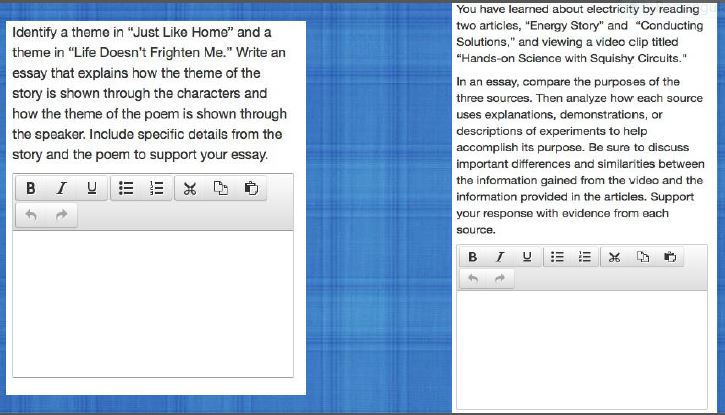 Identify a theme in “Just Like Home” and a
theme in “Life Doesn’t Frighten Me.” Write an
essay that explains how the theme of the
story is shown through the characters and
how the theme of the poem is shown through
the speaker. Include specific details from the
story and the poem to support your essay.
B I U
You have learned about electricity by reading
two articles, “Energy Story” and “Conducting
Solutions,” and viewing a video clip titled
“Hands-on Science with Squishy Circuits."
In an essay, compare the purposes of the
three sources. Then analyze how each source
uses explanations, demonstrations, or
descriptions of experiments to help
accomplish its purpose. Be sure to discuss
important differences and similarities between
the information gained from the video and the
information provided in the articles. Support
your response with evidence from each
source.
B I U